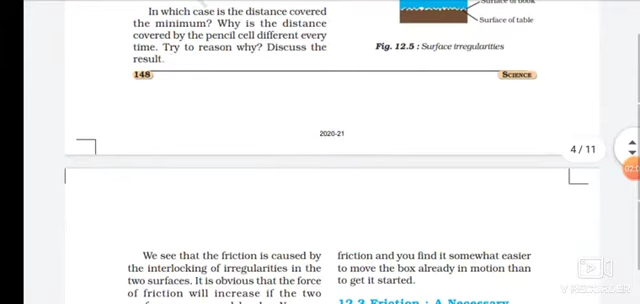 In which case is the distance covered
the minimum? Why is the distance
covered by the pencil cell different every
time. Try to reason why? Discuss the
result.
Surface of book
Surface of table
Fig. 12.5 : Surface irregularities
148
SCIENCE
2020-21
4 / 11
We see that the friction is caused by
the interlocking of irregularities in the
two surfaces. It is obvious that the force
of friction will increase if the two
friction and you find it somewhat easier
to move the box already in motion than
to get it started.
12.3 Friction : A Necessary
V RECORDER